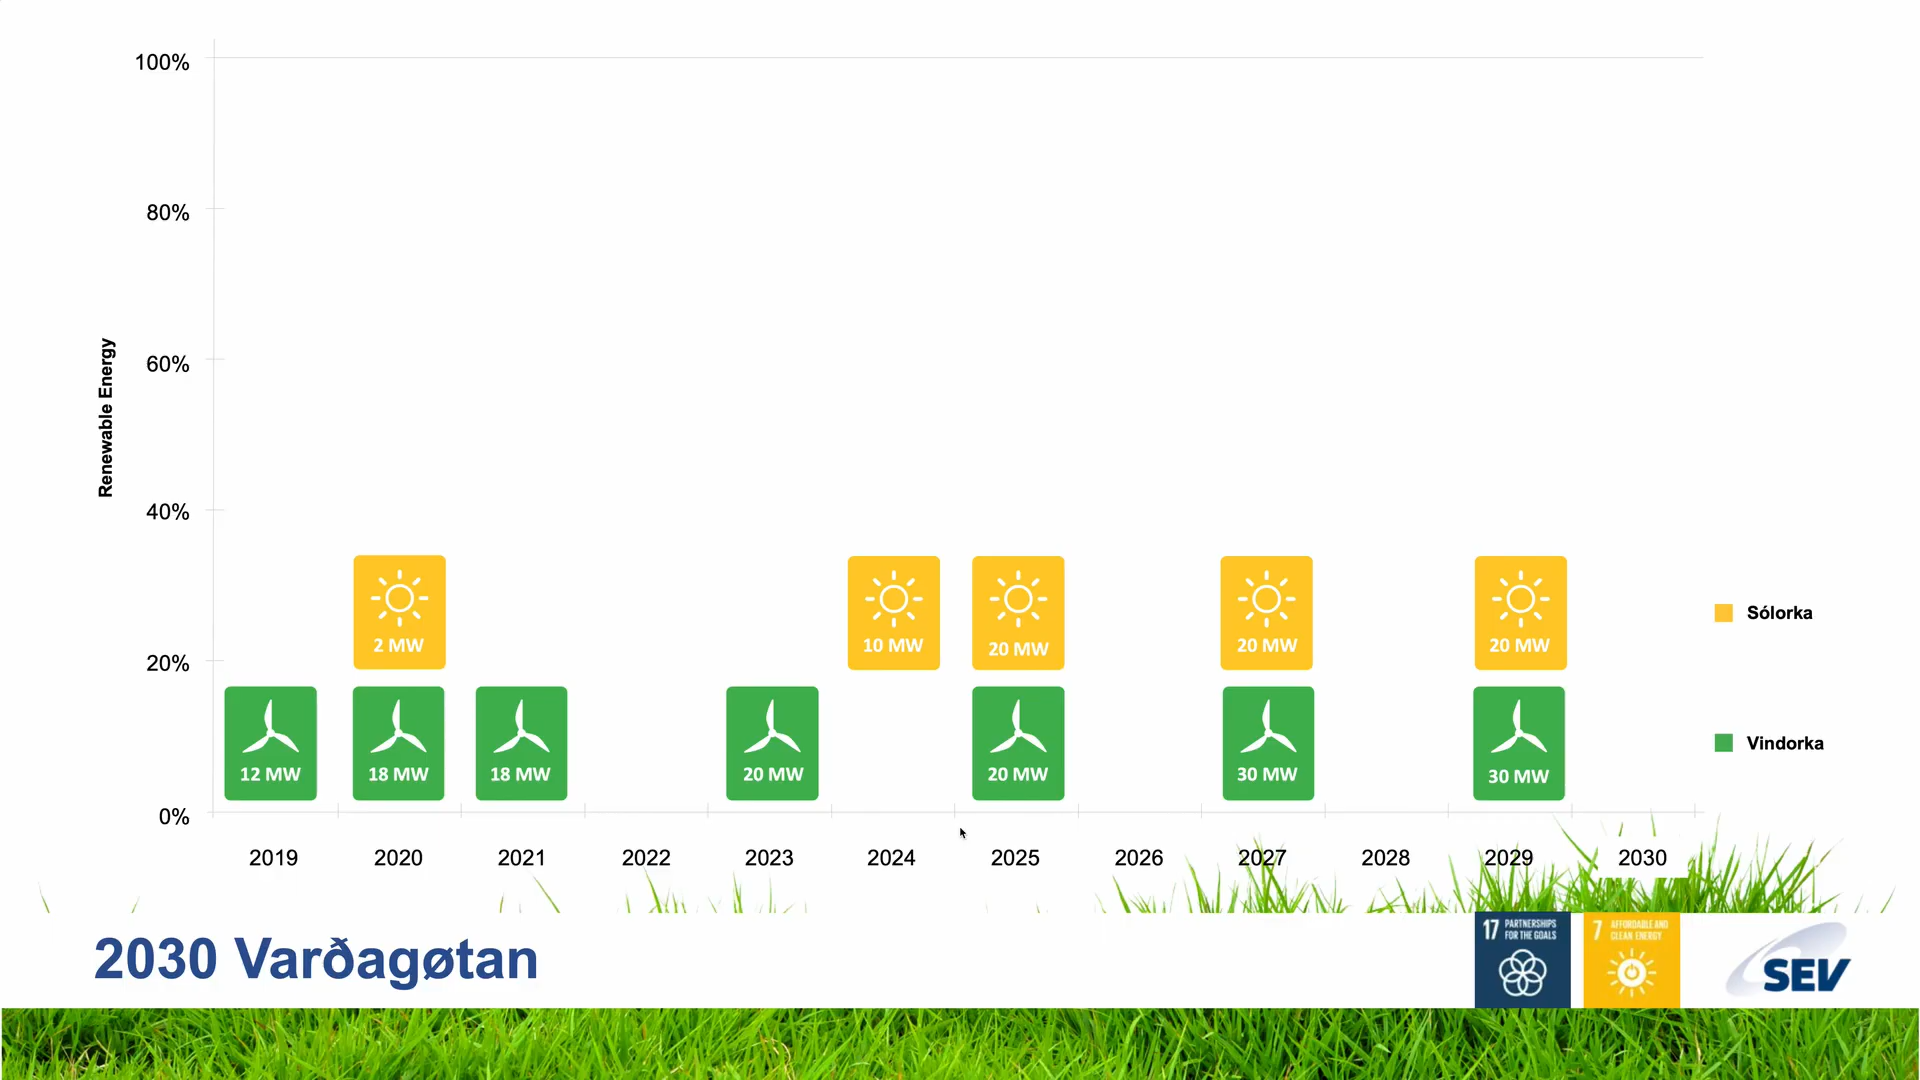 100%
80%
60%
40%
20%
0%
Renewable Energy
2 MW
10 MW
20 MW
20 MW
20 MW
Sólorka
12 MW
18 MW
18 MW
20 MW
20 MW
30 MW
30 MW
Vindorka
2019
2020
2021
2022
2023
2024
2025
2026
2027
2028
2029
2030
2030 Varðagøtan
17 PARTNERSHIPS
FOR THE GOALS
7 AFFORDABLE AND
CLEAN ENERGY
SEV